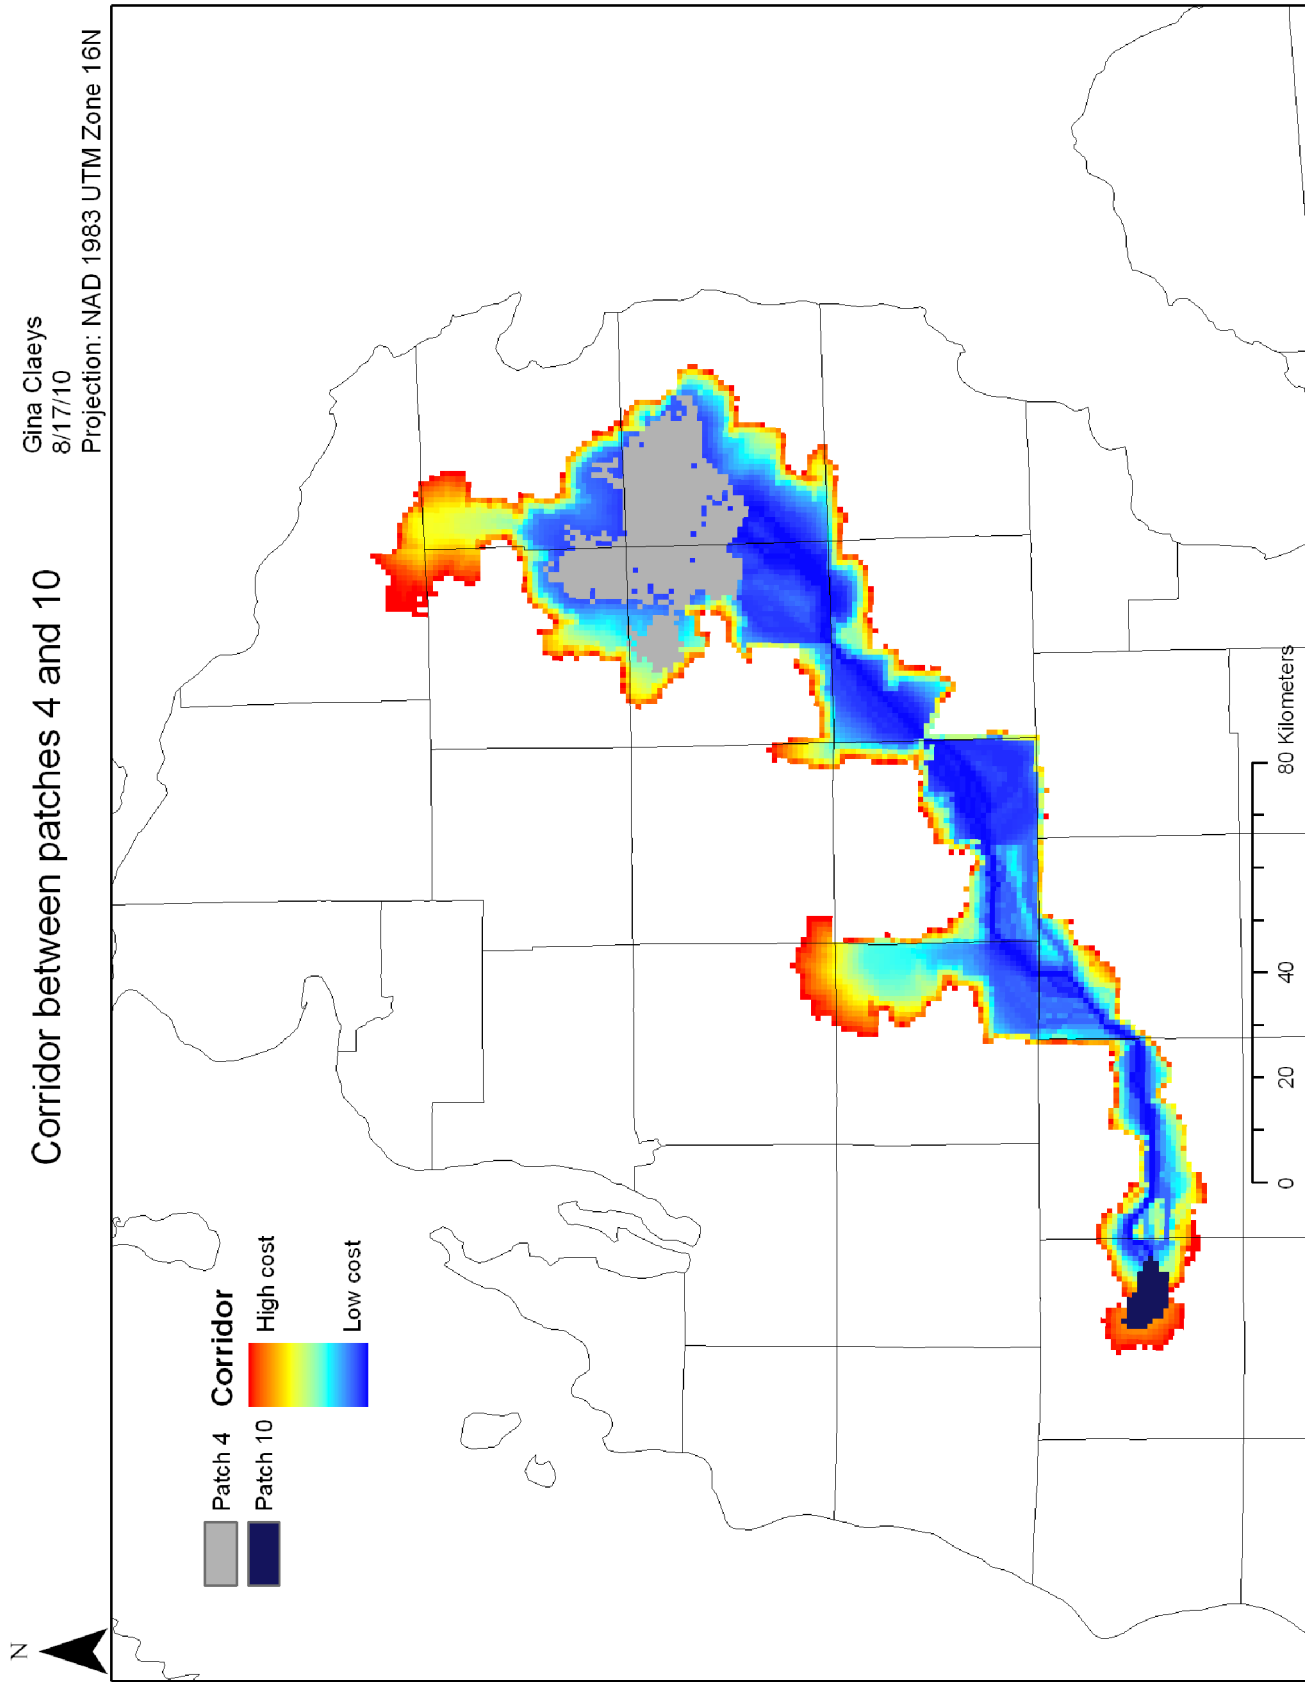 Corridor between patches 4 and 10
Gina Claeys
8/17/10
Projection: NAD 1983 UTM Zone 16N
N
Patch 4
Patch 10
Corridor
High cost
Low cost
0 20 40 80 Kilometers